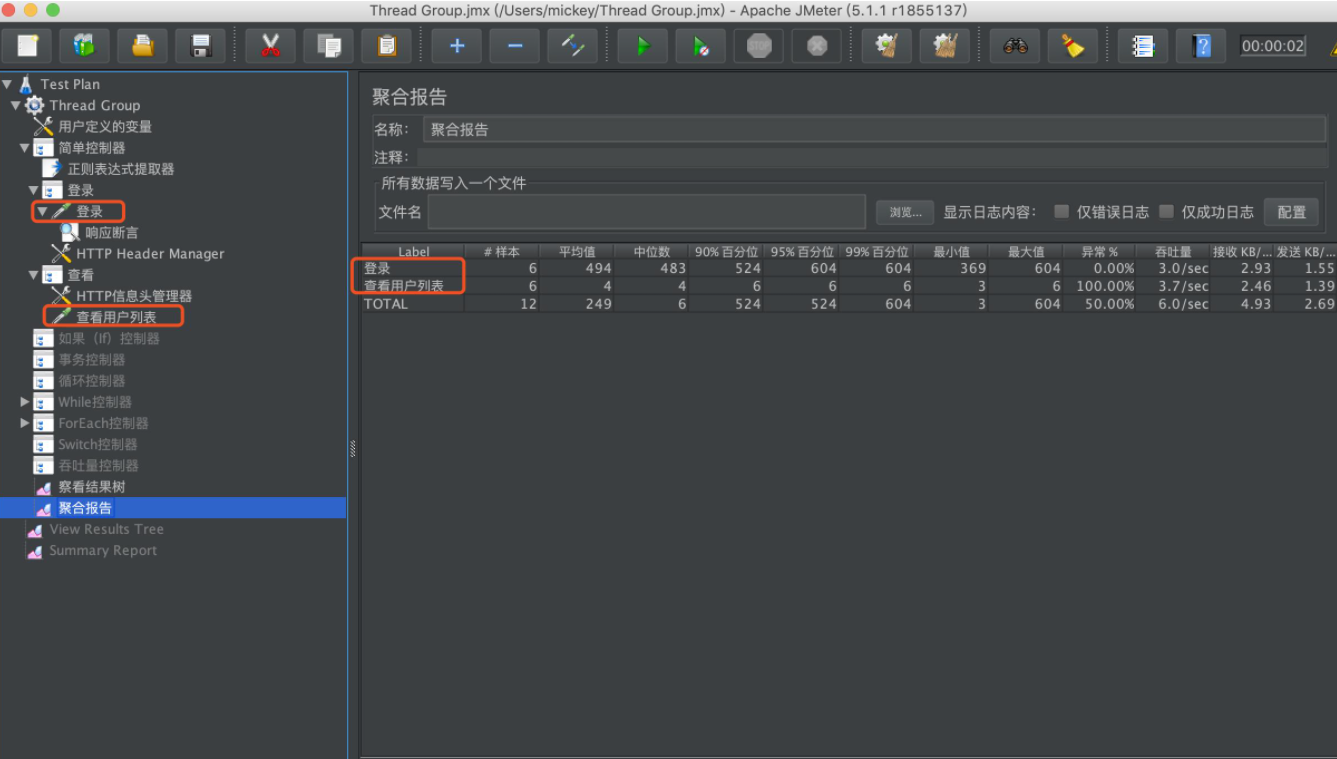 Thread Group.jmx (/Users/mickey/Thread Group.jmx) - Apache JMeter (5.1.1 r1855137)
STOP
00:00:02
Test Plan
Thread Group
用户定义的变量
简单控制器
正则表达式提取器
登录
登录
响应断言
HTTP Header Manager
查看
HTTP信息头管理器
查看用户列表
如果（If）控制器
事务控制器
循环控制器
While控制器
ForEach控制器
Switch控制器
吞吐量控制器
察看结果树
聚合报告
View Results Tree
Summary Report
聚合报告
名称： 聚合报告
注释：
所有数据写入一个文件
文件名 浏览... 显示日志内容： 仅错误日志 仅成功日志 配置
Label # 样本 平均值 中位数 90% 百分位 95% 百分位 99% 百分位 最小值 最大值 异常 % 吞吐量 接收 KB/... 发送 KB/...
登录 6 494 483 524 604 604 369 604 0.00% 3.0/sec 2.93 1.55
查看用户列表 6 4 4 6 6 6 3 6 100.00% 3.7/sec 2.46 1.39
TOTAL 12 249 6 524 524 604 3 604 50.00% 6.0/sec 4.93 2.69